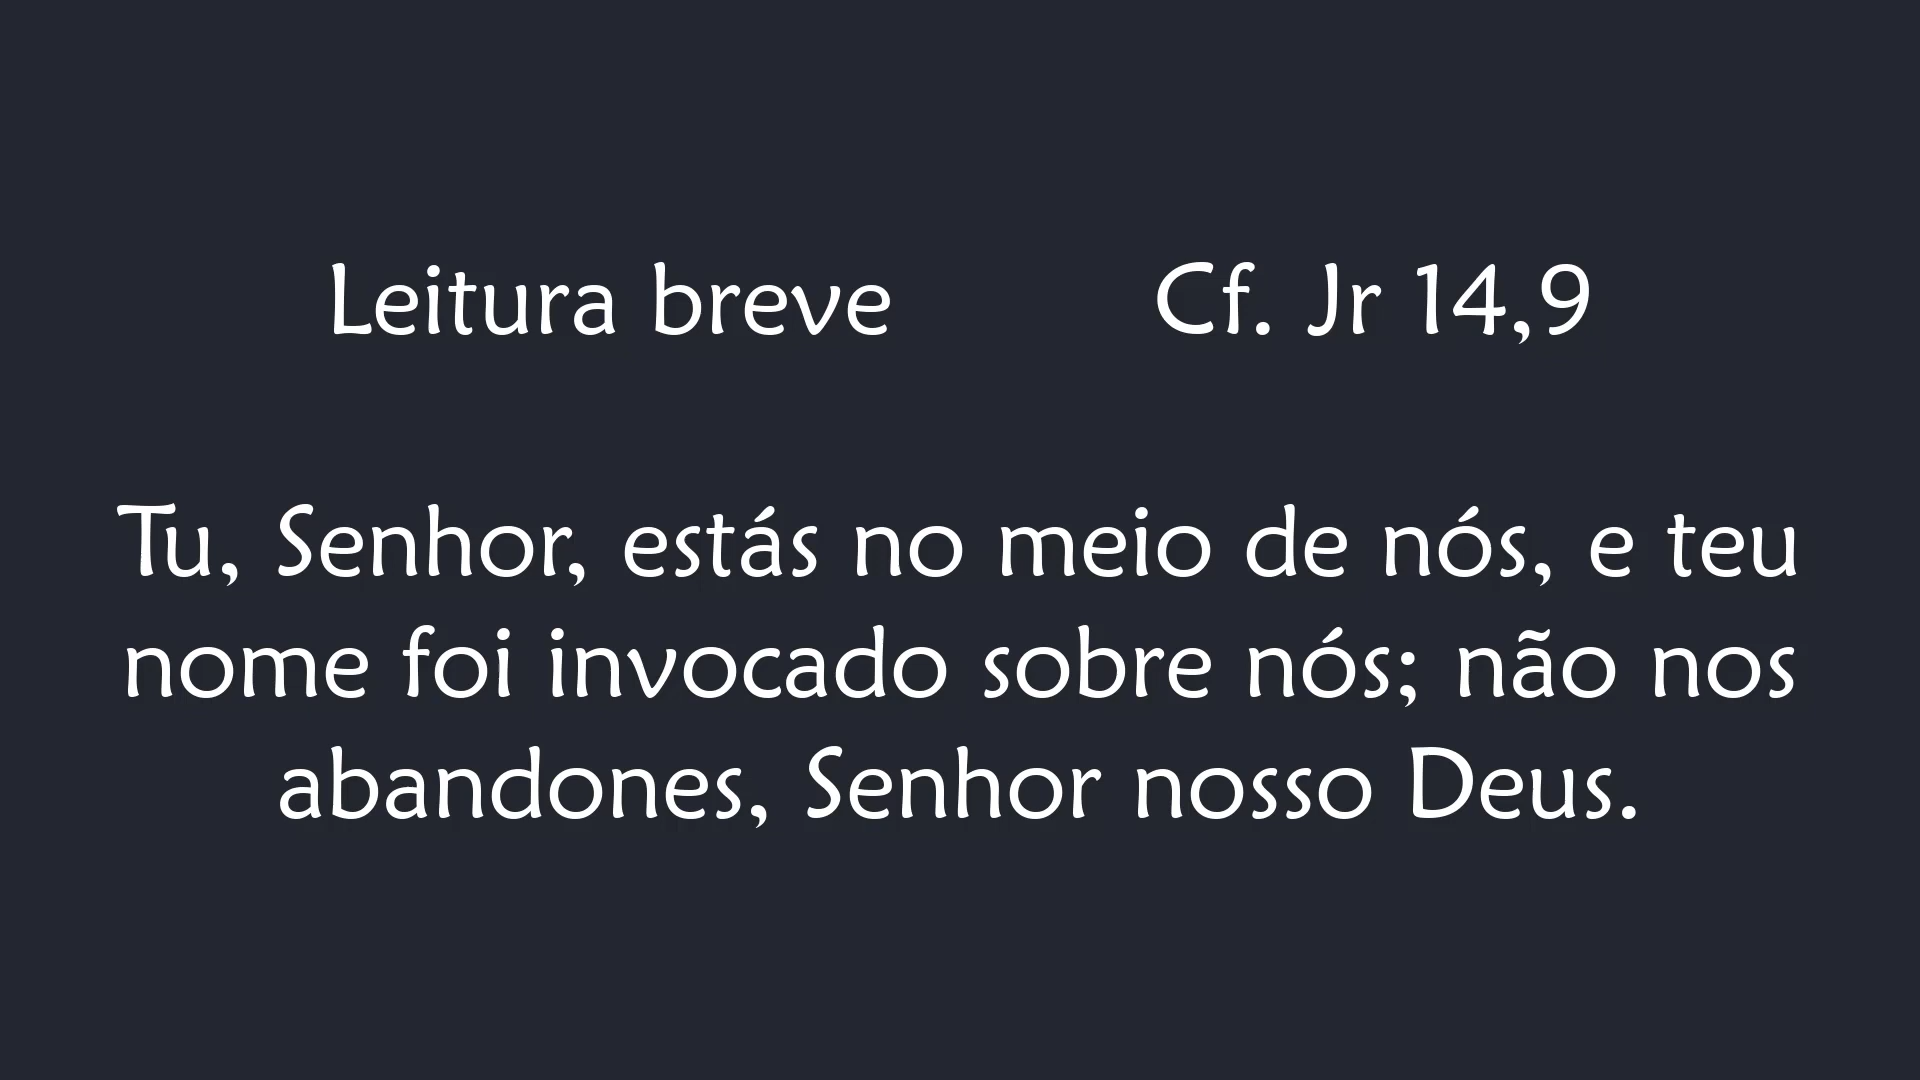 Leitura breve Cf. Jr 14,9
Tu, Senhor, estás no meio de nós, e teu
nome foi invocado sobre nós; não nos
abandones, Senhor nosso Deus.